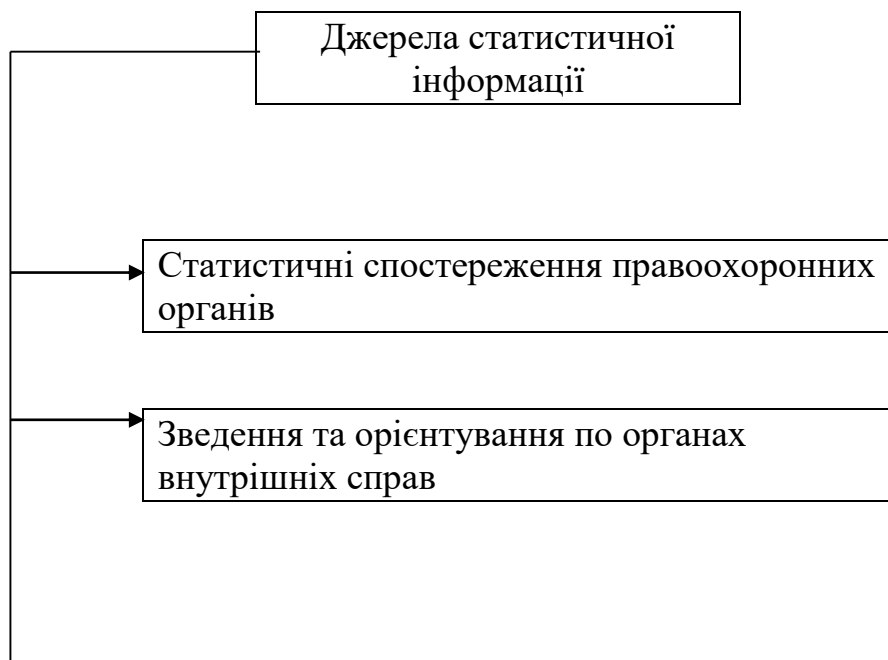 Джерела статистичної
інформації
Статистичні спостереження правоохоронних
органів
Зведення та орієнтування по органах
внутрішніх справ